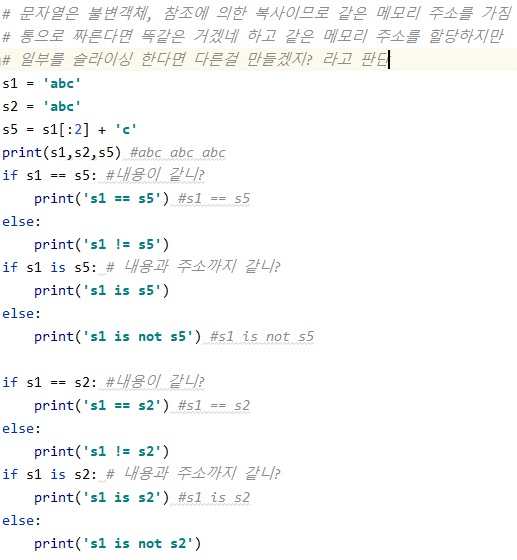 # 문자열은 불변객체, 참조에 의한 복사이므로 같은 메모리 주소를 가짐
# 통으로 짜른다면 똑같은 거겠네 하고 같은 메모리 주소를 할당하지만
# 일부를 슬라이싱 한다면 다른걸 만들겠지? 라고 판단
s1 = 'abc'
s2 = 'abc'
s5 = s1[:2] + 'c'
print(s1,s2,s5) #abc abc abc
if s1 == s5: #내용이 같니?
    print('s1 == s5') #s1 == s5
else:
    print('s1 != s5')
if s1 is s5: # 내용과 주소까지 같니?
    print('s1 is s5')
else:
    print('s1 is not s5') #s1 is not s5

if s1 == s2: #내용이 같니?
    print('s1 == s2') #s1 == s2
else:
    print('s1 != s2')
if s1 is s2: # 내용과 주소까지 같니?
    print('s1 is s2') #s1 is s2
else:
    print('s1 is not s2')